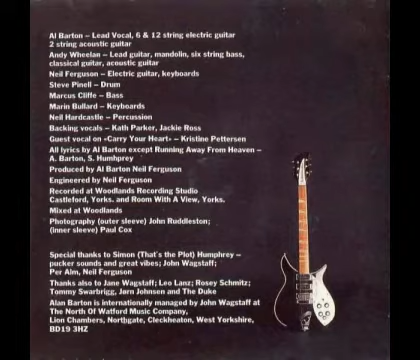 Al Barton – Lead Vocal, 6 & 12 string electric guitar
2 string acoustic guitar
Andy Wheelan – Lead guitar, mandolin, six string bass,
classical guitar, acoustic guitar
Neil Ferguson – Electric guitar, keyboards
Steve Pinell – Drum
Marcus Cliffe – Bass
Marin Bullard – Keyboards
Neil Hardcastle – Percussion
Backing vocals – Kath Parker, Jackie Ross
Guest vocal on «Carry Your Heart» – Kristine Pettersen
All lyrics by Al Barton except Running Away From Heaven –
A. Barton, S. Humhprey
Produced by Al Barton Neil Ferguson
Engineered by Neil Ferguson
Recorded at Woodlands Recording Studio
Castleford, Yorks. and Room With A View, Yorks.
Mixed at Woodlands
Photography (outer sleeve) John Ruddleston;
(inner sleeve) Paul Cox
Special thanks to Simon (That's the Plot) Humphrey –
pucker sounds and great vibes; John Wagstaff;
Per Alm, Neil Ferguson
Thanks also to Jane Wagstaff; Leo Lanz; Rosey Schmitz;
Tommy Swarbrigg, Jørn Johnsen and The Duke
Alan Barton is internationally managed by John Wagstaff at
The North Of Watford Music Company,
Lion Chambers, Northgate, Cleckheaton, West Yorkshire,
BD19 3HZ